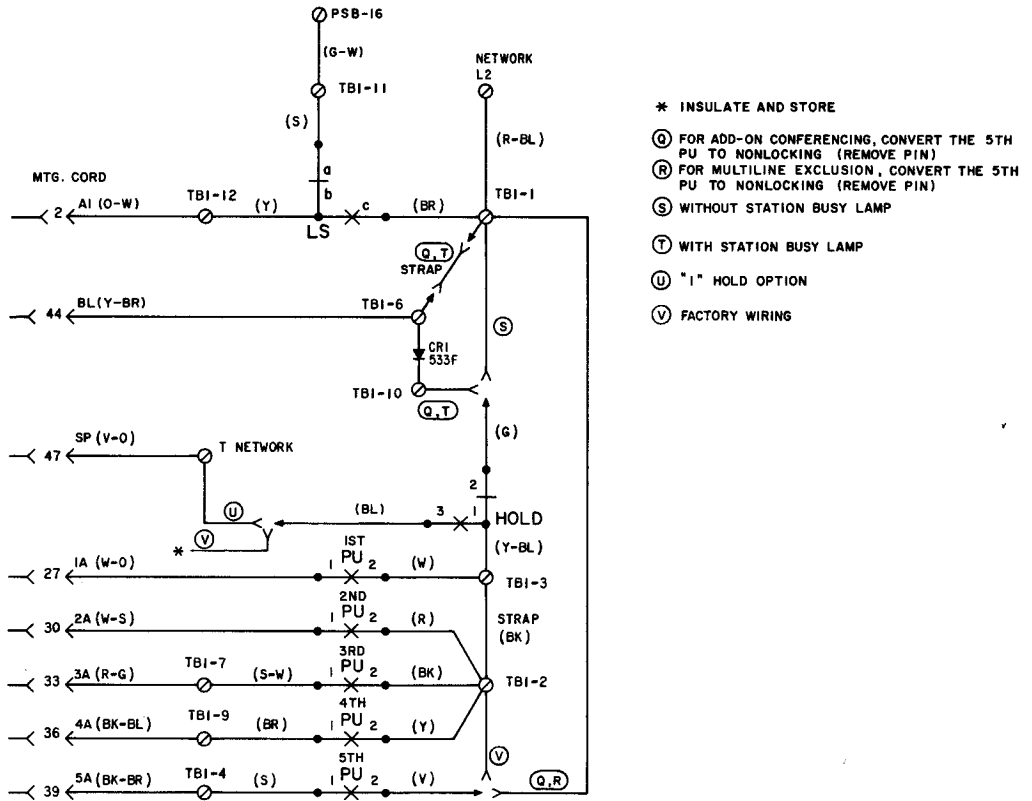 PSB-16
(G-W)
TB1-11
(S)
a
b
NETWORK
L2
(R-BL)
TB1-1
MTG. CORD
2
A1 (O-W)
TB1-12
(Y)
LS
c
(BR)
Q, T
STRAP
44
BL (Y-BR)
TB1-6
CR1
533F
TB1-10
Q, T
S
(G)
2
1
HOLD
(Y-BL)
47
SP (V-O)
T NETWORK
U
(BL)
3
V
*
27
1A (W-O)
1ST
1 PU 2
(W)
TB1-3
STRAP
(BK)
30
2A (W-S)
2ND
1 PU 2
(R)
33
3A (R-G)
TB1-7
(S-W)
3RD
1 PU 2
(BK)
TB1-2
36
4A (BK-BL)
TB1-9
(BR)
4TH
1 PU 2
(Y)
39
5A (BK-BR)
TB1-4
(S)
5TH
1 PU 2
(V)
V
Q, R
* INSULATE AND STORE
Q FOR ADD-ON CONFERENCING, CONVERT THE 5TH
PU TO NONLOCKING (REMOVE PIN)
R FOR MULTILINE EXCLUSION, CONVERT THE 5TH
PU TO NONLOCKING (REMOVE PIN)
S WITHOUT STATION BUSY LAMP
T WITH STATION BUSY LAMP
U "I" HOLD OPTION
V FACTORY WIRING